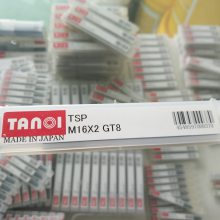 TANOI
TSP
MADE IN JAPAN
M16X2 GT8